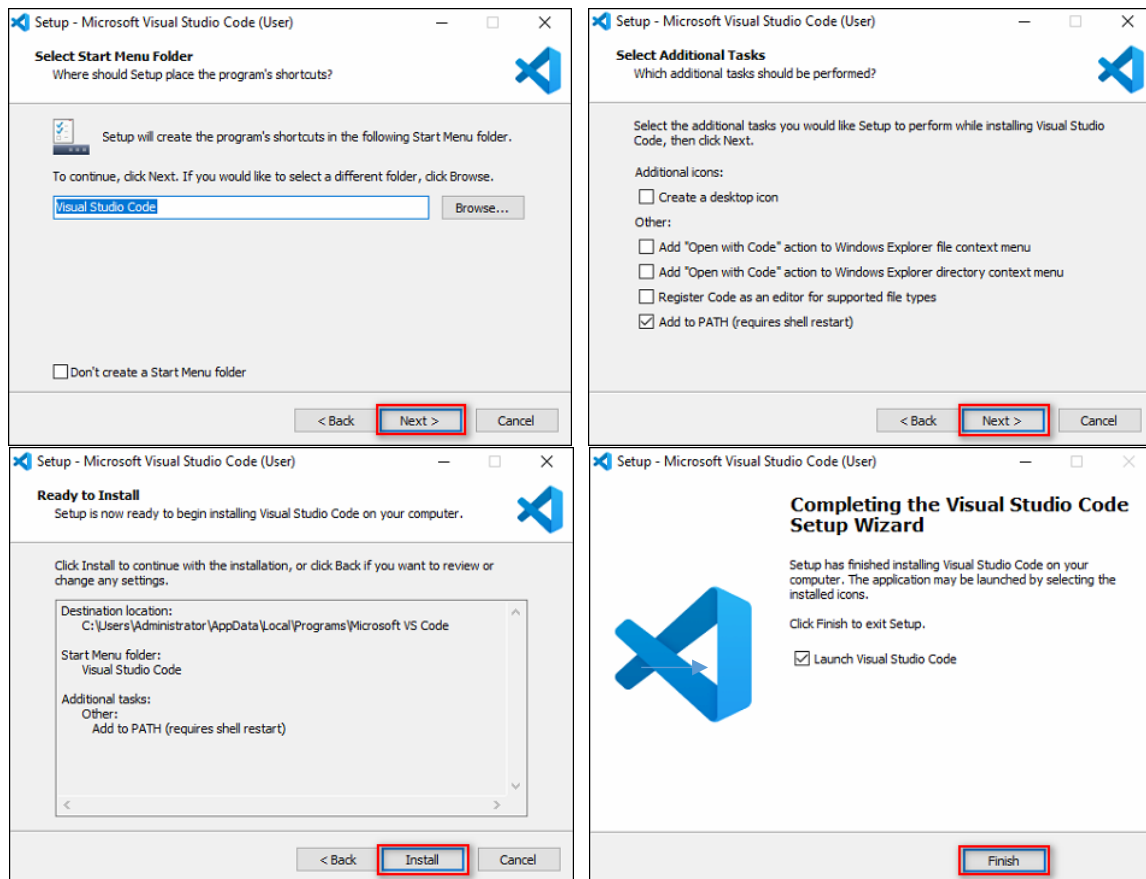 Setup - Microsoft Visual Studio Code (User)
Select Start Menu Folder
Where should Setup place the program's shortcuts?
Setup will create the program's shortcuts in the following Start Menu folder.
To continue, click Next. If you would like to select a different folder, click Browse.
Visual Studio Code
Browse...
Don't create a Start Menu folder
< Back
Next >
Cancel
Setup - Microsoft Visual Studio Code (User)
Select Additional Tasks
Which additional tasks should be performed?
Select the additional tasks you would like Setup to perform while installing Visual Studio
Code, then click Next.
Additional icons:
Create a desktop icon
Other:
Add "Open with Code" action to Windows Explorer file context menu
Add "Open with Code" action to Windows Explorer directory context menu
Register Code as an editor for supported file types
Add to PATH (requires shell restart)
< Back
Next >
Cancel
Setup - Microsoft Visual Studio Code (User)
Ready to Install
Setup is now ready to begin installing Visual Studio Code on your computer.
Click Install to continue with the installation, or click Back if you want to review or
change any settings.
Destination location:
C:\Users\Administrator\AppData\Local\Programs\Microsoft VS Code
Start Menu folder:
Visual Studio Code
Additional tasks:
Other:
Add to PATH (requires shell restart)
< Back
Install
Cancel
Setup - Microsoft Visual Studio Code (User)
Completing the Visual Studio Code
Setup Wizard
Setup has finished installing Visual Studio Code on your
computer. The application may be launched by selecting the
installed icons.
Click Finish to exit Setup.
Launch Visual Studio Code
Finish